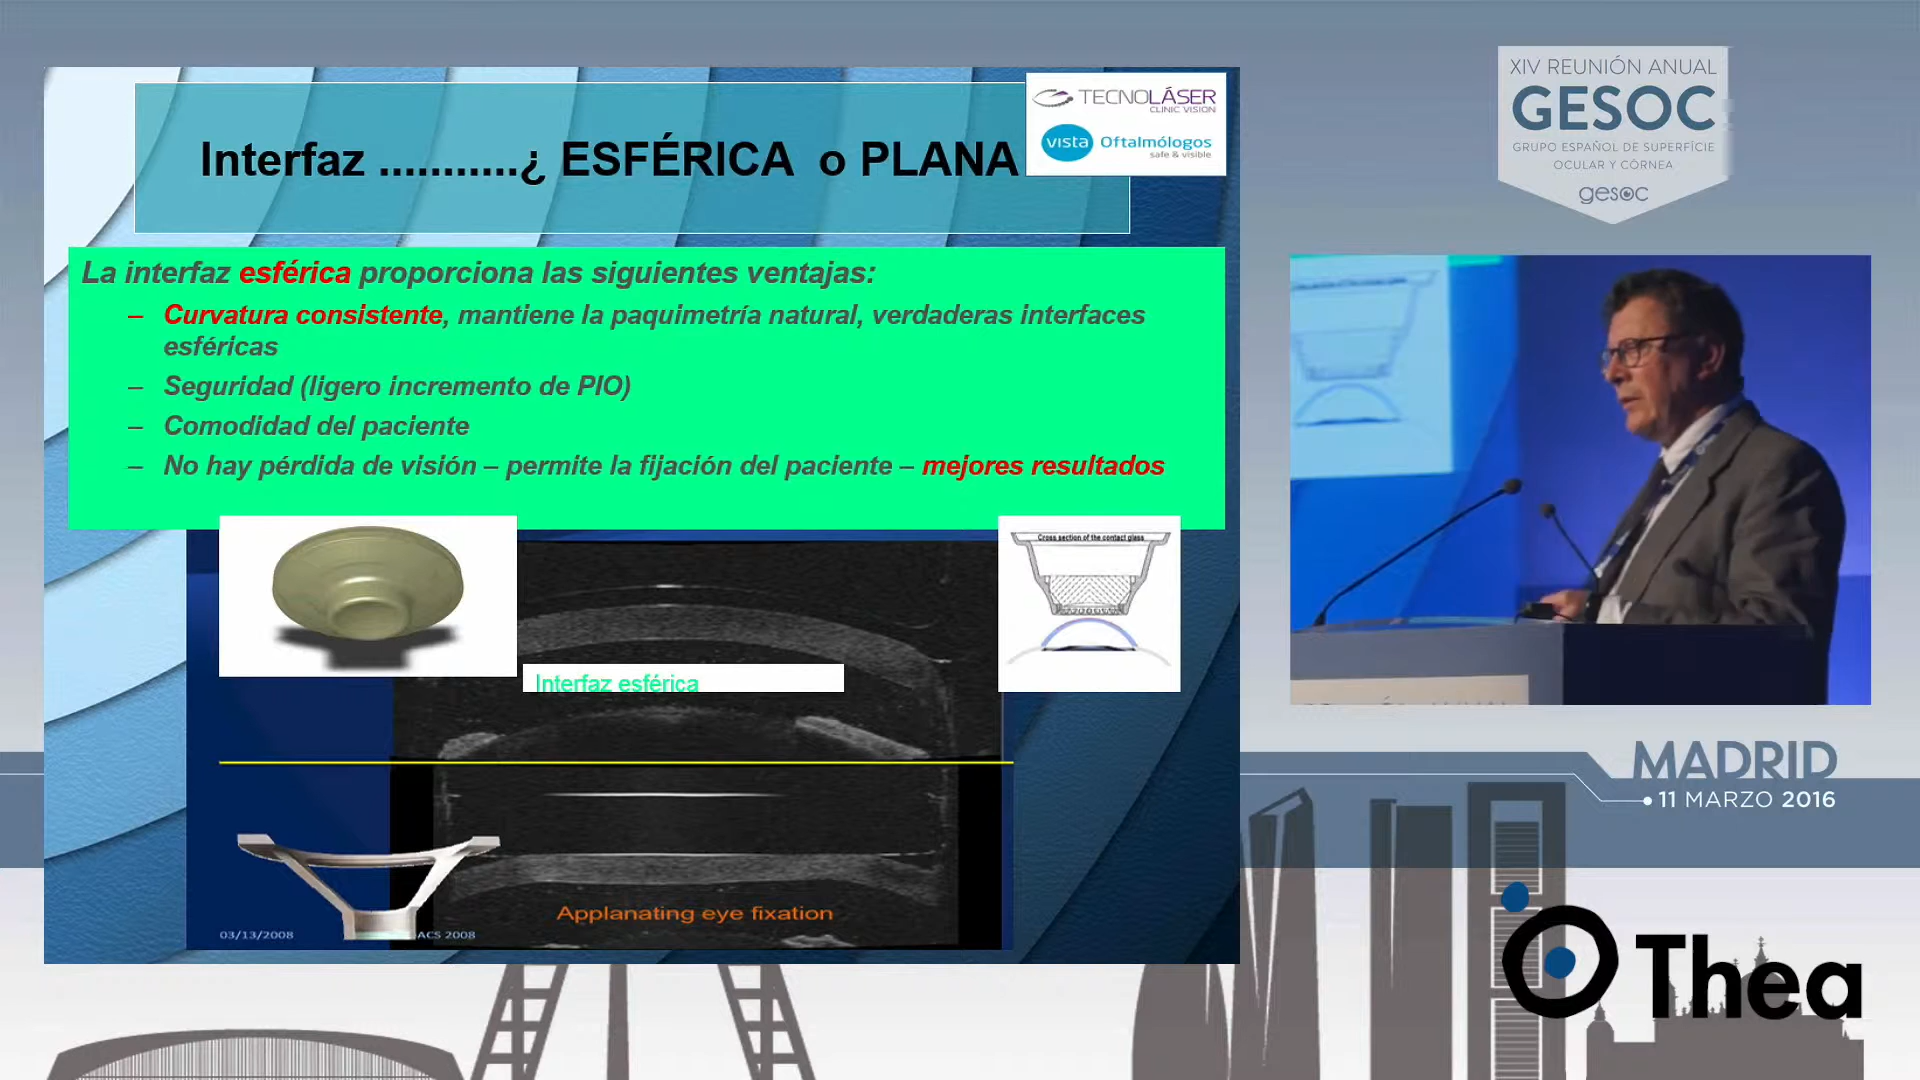 Interfaz ...........¿ ESFÉRICA o PLANA
TECNOLÁSER
CLINIC VISION
vista Oftalmólogos
safe & visible
La interfaz esférica proporciona las siguientes ventajas:
– Curvatura consistente, mantiene la paquimetría natural, verdaderas interfaces
esféricas
– Seguridad (ligero incremento de PIO)
– Comodidad del paciente
– No hay pérdida de visión – permite la fijación del paciente – mejores resultados
Cross section of the contact glass
Interfaz esférica
Applanating eye fixation
03/13/2008
ACS 2008
XIV REUNIÓN ANUAL
GESOC
GRUPO ESPAÑOL DE SUPERFÍCIE
OCULAR Y CÓRNEA
gesoc
MADRID
11 MARZO 2016
Thea